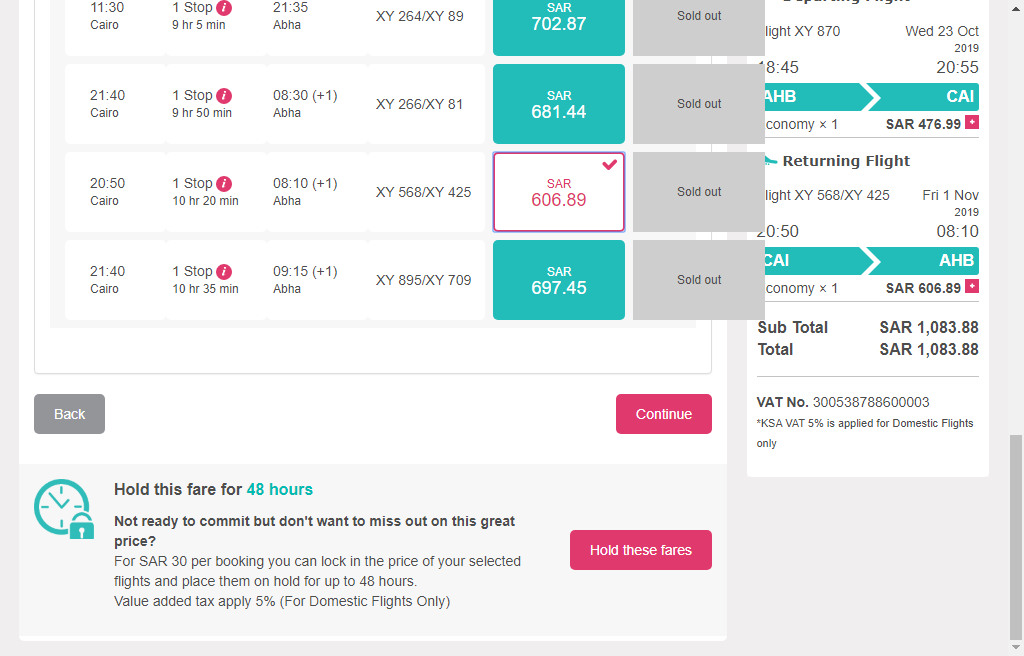 11:30
Cairo
1 Stop i
9 hr 5 min
21:35
Abha
XY 264/XY 89
SAR
702.87
Sold out
21:40
Cairo
1 Stop i
9 hr 50 min
08:30 (+1)
Abha
XY 266/XY 81
SAR
681.44
Sold out
20:50
Cairo
1 Stop i
10 hr 20 min
08:10 (+1)
Abha
XY 568/XY 425
SAR
606.89
Sold out
21:40
Cairo
1 Stop i
10 hr 35 min
09:15 (+1)
Abha
XY 895/XY 709
SAR
697.45
Sold out
Back
Continue
Hold this fare for 48 hours
Not ready to commit but don't want to miss out on this great
price?
For SAR 30 per booking you can lock in the price of your selected
flights and place them on hold for up to 48 hours.
Value added tax apply 5% (For Domestic Flights Only)
Hold these fares
Departing Flight
light XY 870
Wed 23 Oct
2019
18:45
20:55
AHB
CAI
conomy × 1
SAR 476.99 +
Returning Flight
light XY 568/XY 425
Fri 1 Nov
2019
20:50
08:10
CAI
AHB
conomy × 1
SAR 606.89 +
Sub Total
SAR 1,083.88
Total
SAR 1,083.88
VAT No. 300538788600003
*KSA VAT 5% is applied for Domestic Flights
only